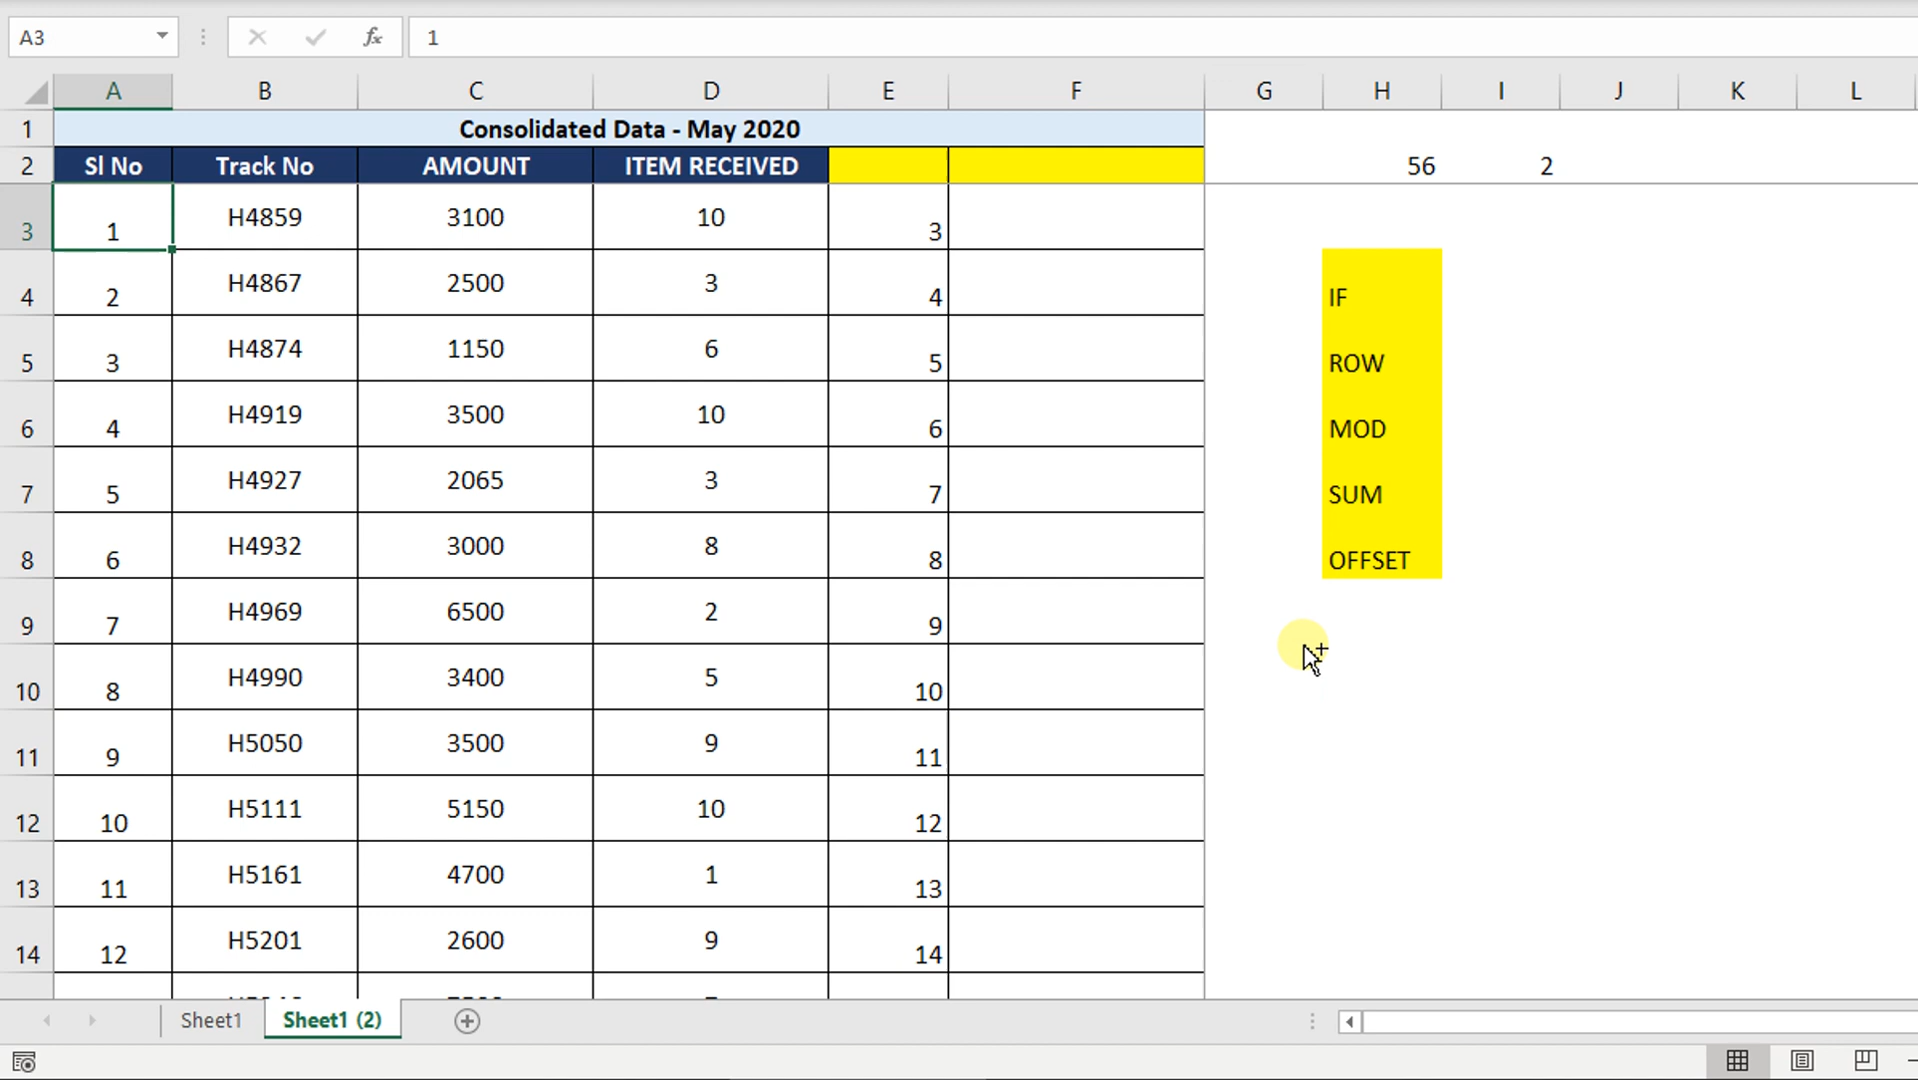 A3 fx 1
A B C D E F G H I J K L
1 Consolidated Data - May 2020
2 Sl No Track No AMOUNT ITEM RECEIVED 56 2
3 1 H4859 3100 10 3
4 2 H4867 2500 3 4 IF
5 3 H4874 1150 6 5 ROW
6 4 H4919 3500 10 6 MOD
7 5 H4927 2065 3 7 SUM
8 6 H4932 3000 8 8 OFFSET
9 7 H4969 6500 2 9
10 8 H4990 3400 5 10
11 9 H5050 3500 9 11
12 10 H5111 5150 10 12
13 11 H5161 4700 1 13
14 12 H5201 2600 9 14
Sheet1 Sheet1 (2)